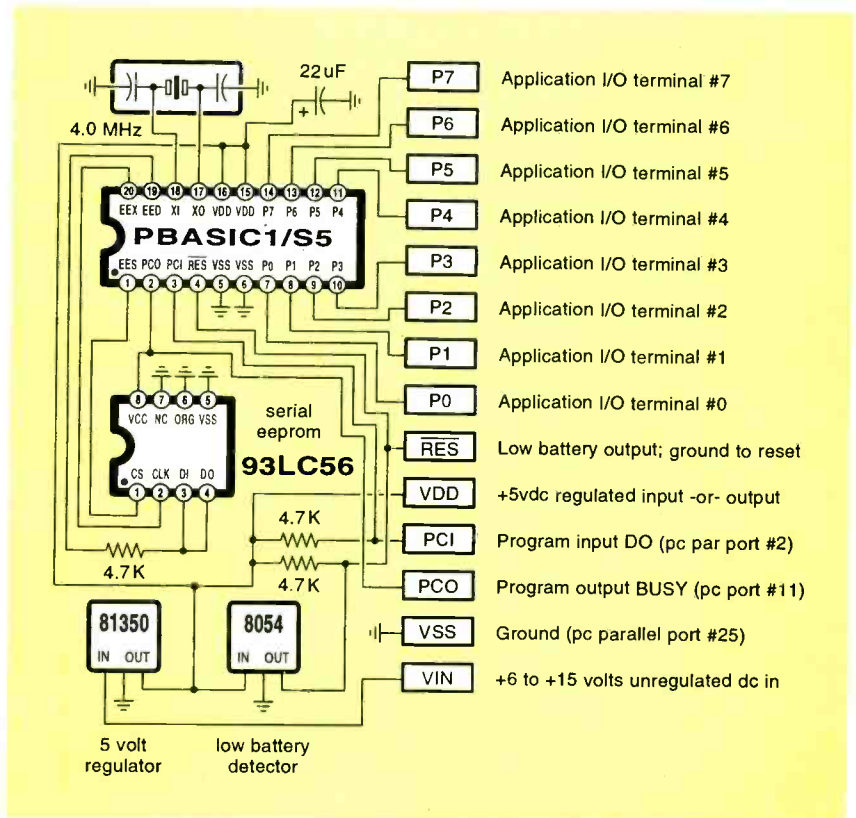 22uF
+
4.0 MHz
20 19 18 17 16 15 14 13 12 11
EEX EED XI XO VDD VDD P7 P6 P5 P4
PBASIC1/S5
EES PCO PCI RES VSS VSS P0 P1 P2 P3
1 2 3 4 5 6 7 8 9 10
8 7 6 5
VCC NC ORG VSS
serial
eeprom
93LC56
CS CLK DI DO
1 2 3 4
4.7K
4.7K
4.7K
81350
IN OUT
5 volt
regulator
8054
IN OUT
low battery
detector
P7 Application I/O terminal #7
P6 Application I/O terminal #6
P5 Application I/O terminal #5
P4 Application I/O terminal #4
P3 Application I/O terminal #3
P2 Application I/O terminal #2
P1 Application I/O terminal #1
P0 Application I/O terminal #0
RES Low battery output; ground to reset
VDD +5vdc regulated input -or- output
PCI Program input DO (pc par port #2)
PCO Program output BUSY (pc port #11)
VSS Ground (pc parallel port #25)
VIN +6 to +15 volts unregulated dc in